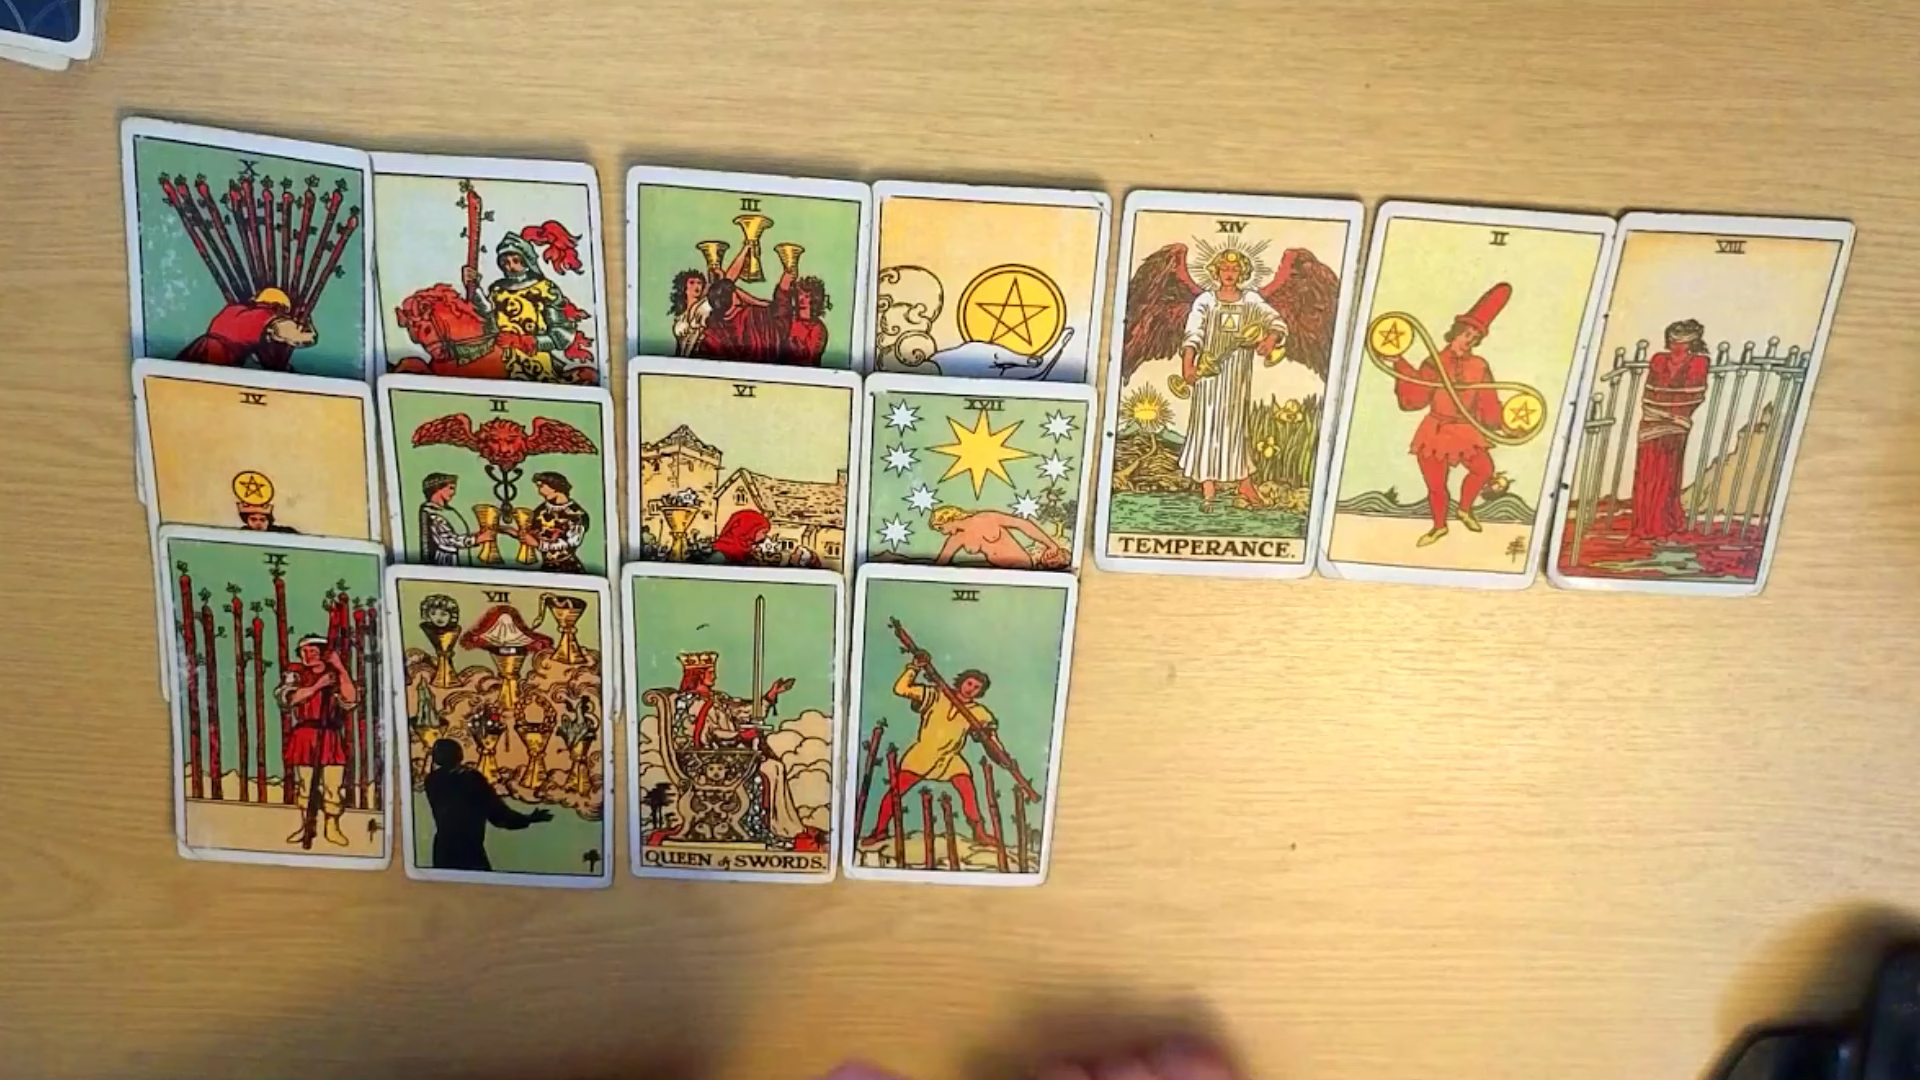 X
III
XIV
II
VIII
IV
II
VI
XVII
TEMPERANCE.
IX
VII
VII
QUEEN of SWORDS.